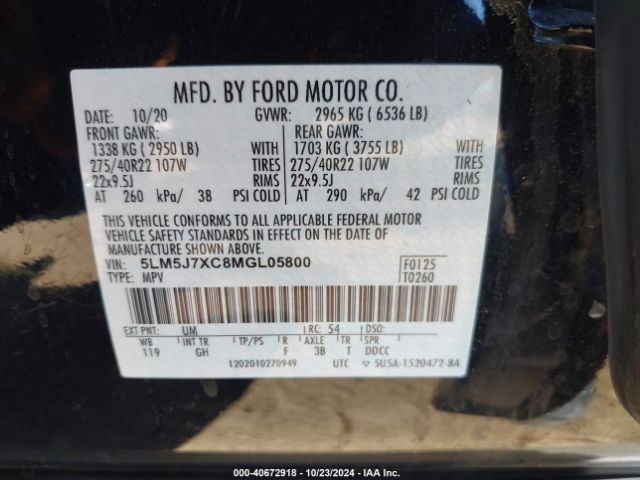 MFD. BY FORD MOTOR CO.
DATE: 10/20 GVWR: 2965 KG ( 6536 LB)
FRONT GAWR: REAR GAWR:
1338 KG ( 2950 LB) WITH 1703 KG ( 3755 LB) WITH
275/40R22 107W TIRES 275/40R22 107W TIRES
22x9.5J RIMS 22x9.5J RIMS
AT 260 kPa/ 38 PSI COLD AT 290 kPa/ 42 PSI COLD
THIS VEHICLE CONFORMS TO ALL APPLICABLE FEDERAL MOTOR
VEHICLE SAFETY STANDARDS IN EFFECT ON THE DATE OF
MANUFACTURE SHOWN ABOVE.
VIN: 5LM5J7XC8MGL05800 F0125
TYPE: MPV T0260
EXT PNT: UM RC: 54 DSO:
WB INT TR TP/PS R AXLE TR SPR
119 GH F 3B T DDCC
1202010270949 UTC ▽ 5U5A-1520472-BA
00-40672918 | 10/23/2024 | IAA Inc.